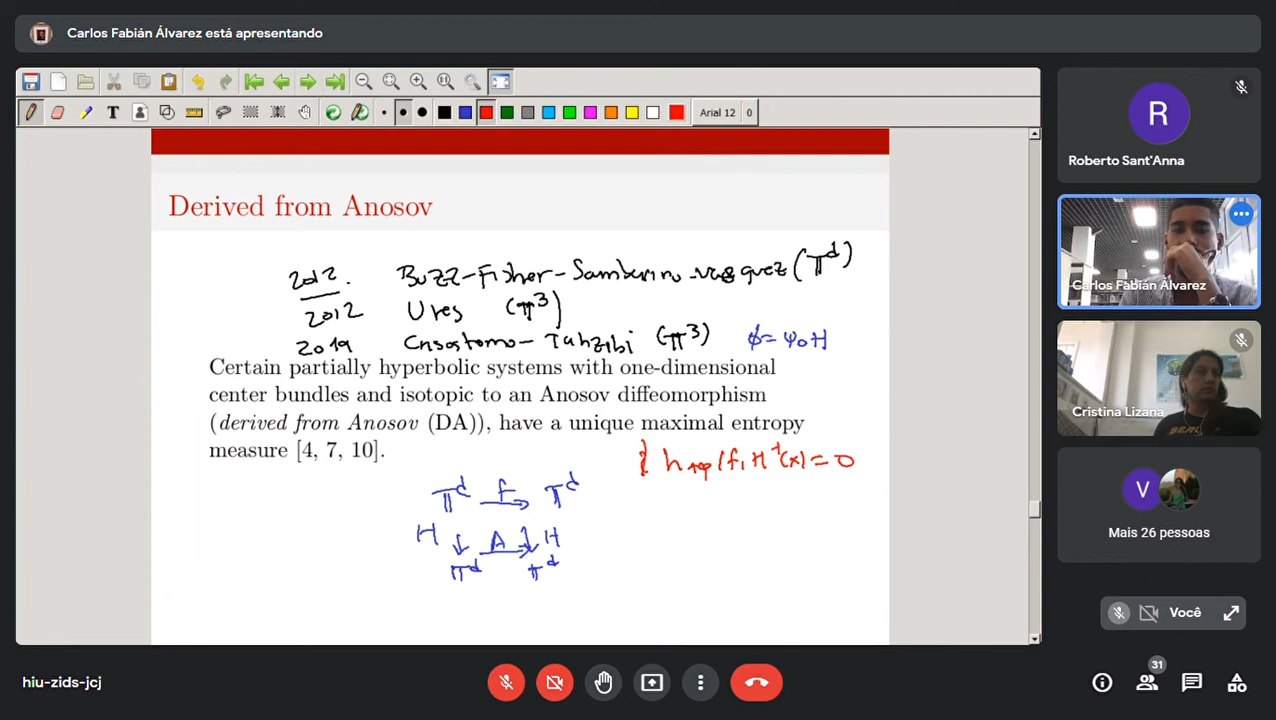 Carlos Fabián Álvarez está apresentando
Arial 12 0
Derived from Anosov
2012. Buzz-Fisher-Samberino-Vasquez (𝕋^d)
2012 Ures (𝕋^3)
2019 Crisostomo-Tahzibi (𝕋^3) ϕ=ψ∘H
Certain partially hyperbolic systems with one-dimensional
center bundles and isotopic to an Anosov diffeomorphism
(derived from Anosov (DA)), have a unique maximal entropy
measure [4, 7, 10].
h_top(f, H^-1(x)) = 0
𝕋^d f→ 𝕋^d
H ↓ A→ ↓ H
𝕋^d 𝕋^d
R
Roberto Sant'Anna
Carlos Fabián Álvarez
Cristina Lizana
V
Mais 26 pessoas
Você
hiu-zids-jcj
31